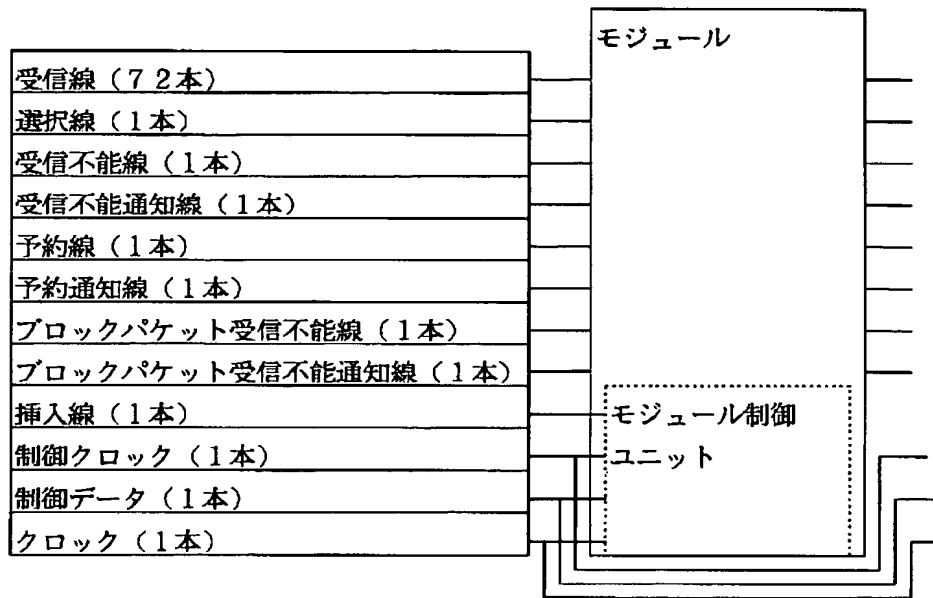 モジュール
受信線（７２本）
選択線（１本）
受信不能線（１本）
受信不能通知線（１本）
予約線（１本）
予約通知線（１本）
ブロックパケット受信不能線（１本）
ブロックパケット受信不能通知線（１本）
挿入線（１本）
制御クロック（１本）
制御データ（１本）
クロック（１本）
モジュール制御
ユニット